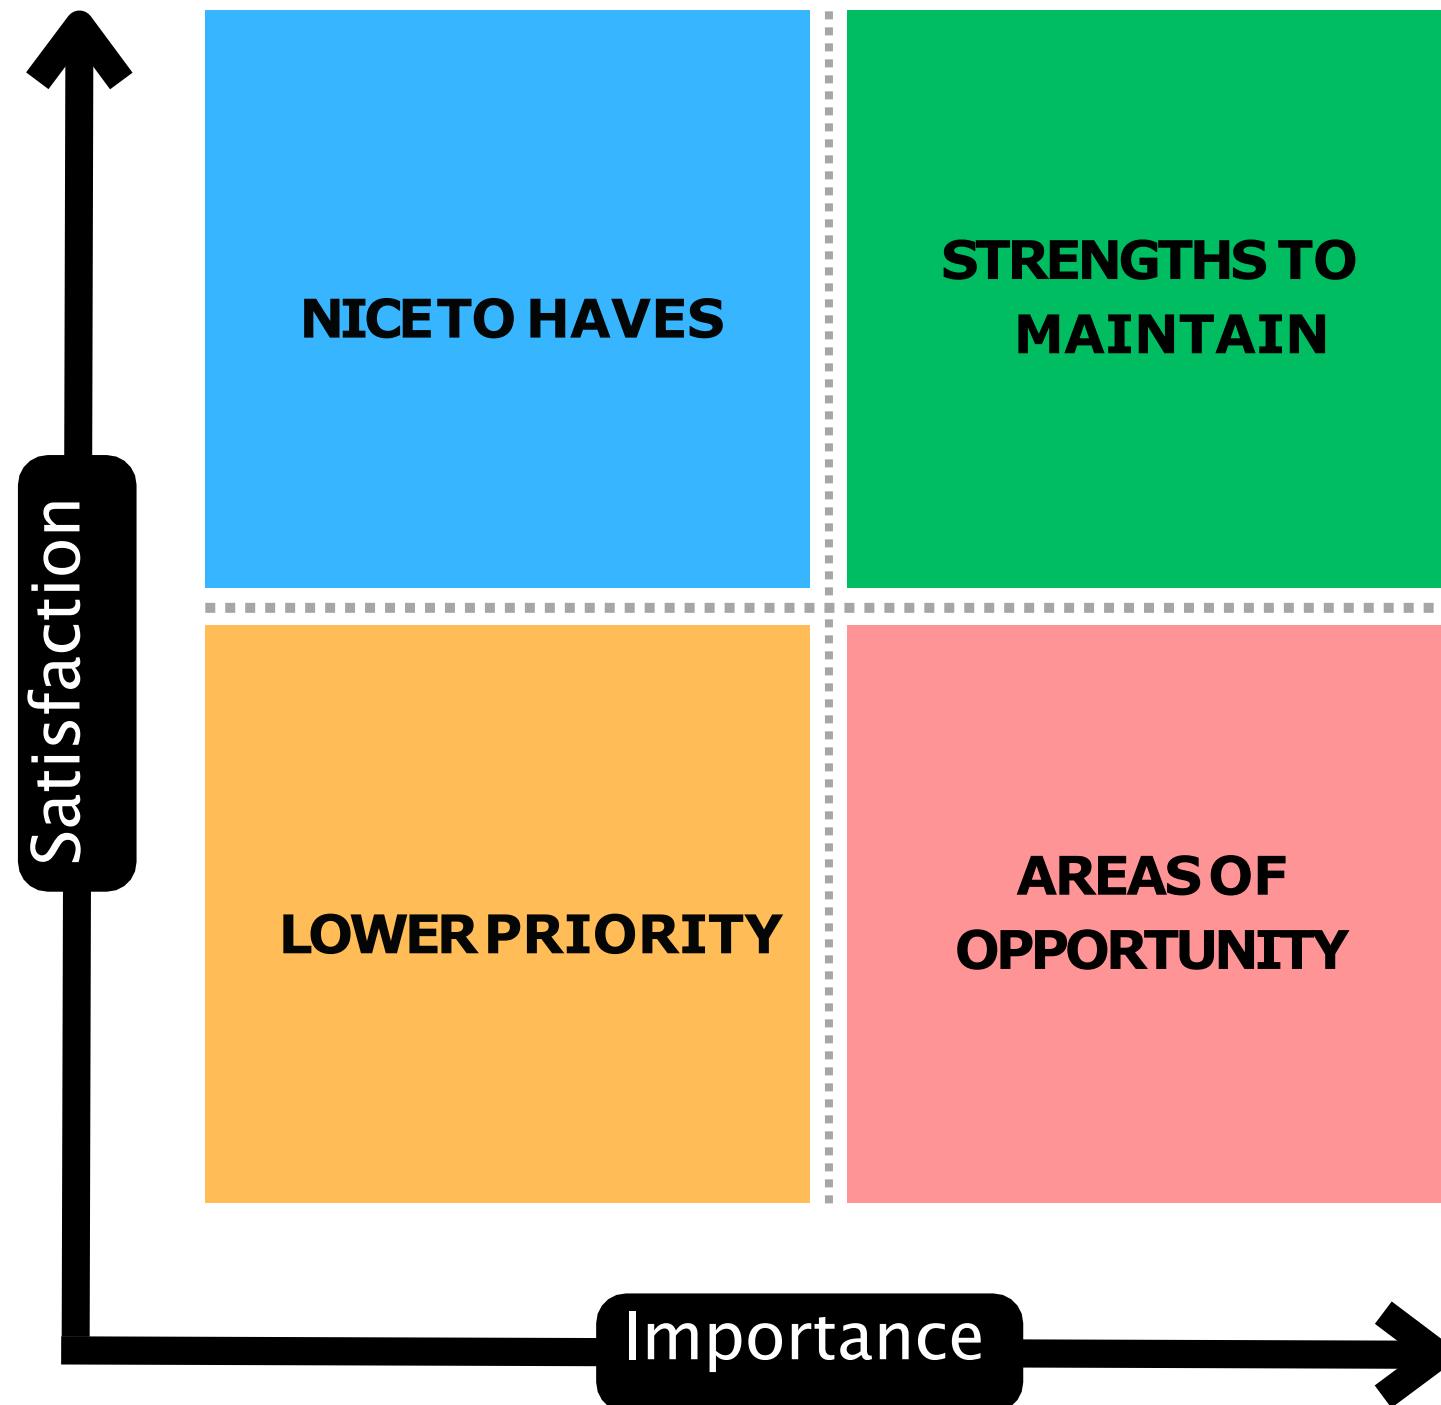 NICE TO HAVES
STRENGTHS TO
MAINTAIN
Satisfaction
LOWER PRIORITY
AREAS OF
OPPORTUNITY
Importance